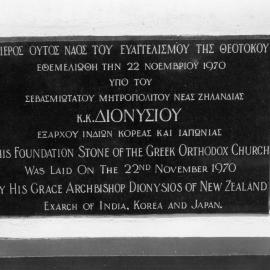 ΙΕΡΟΣ ΟΥΤΟΣ ΝΑΟΣ ΤΟΥ ΕΥΑΓΓΕΛΙΣΜΟΥ ΤΗΣ ΘΕΟΤΟΚΟΥ
ΕΘΕΜΕΛΙΩΘΗ ΤΗΝ 22 ΝΟΕΜΒΡΙΟΥ 1970
ΥΠΟ ΤΟΥ
ΣΕΒΑΣΜΙΩΤΑΤΟΥ ΜΗΤΡΟΠΟΛΙΤΟΥ ΝΕΑΣ ΖΗΛΑΝΔΙΑΣ
Κ.Κ. ΔΙΟΝΥΣΙΟΥ
ΕΞΑΡΧΟΥ ΙΝΔΙΩΝ ΚΟΡΕΑΣ ΚΑΙ ΙΑΠΩΝΙΑΣ
HIS FOUNDATION STONE OF THE GREEK ORTHODOX CHURCH
WAS LAID ON THE 22ND NOVEMBER 1970
Y HIS GRACE ARCHBISHOP DIONYSIOS OF NEW ZEALAND
EXARCH OF INDIA, KOREA AND JAPAN.